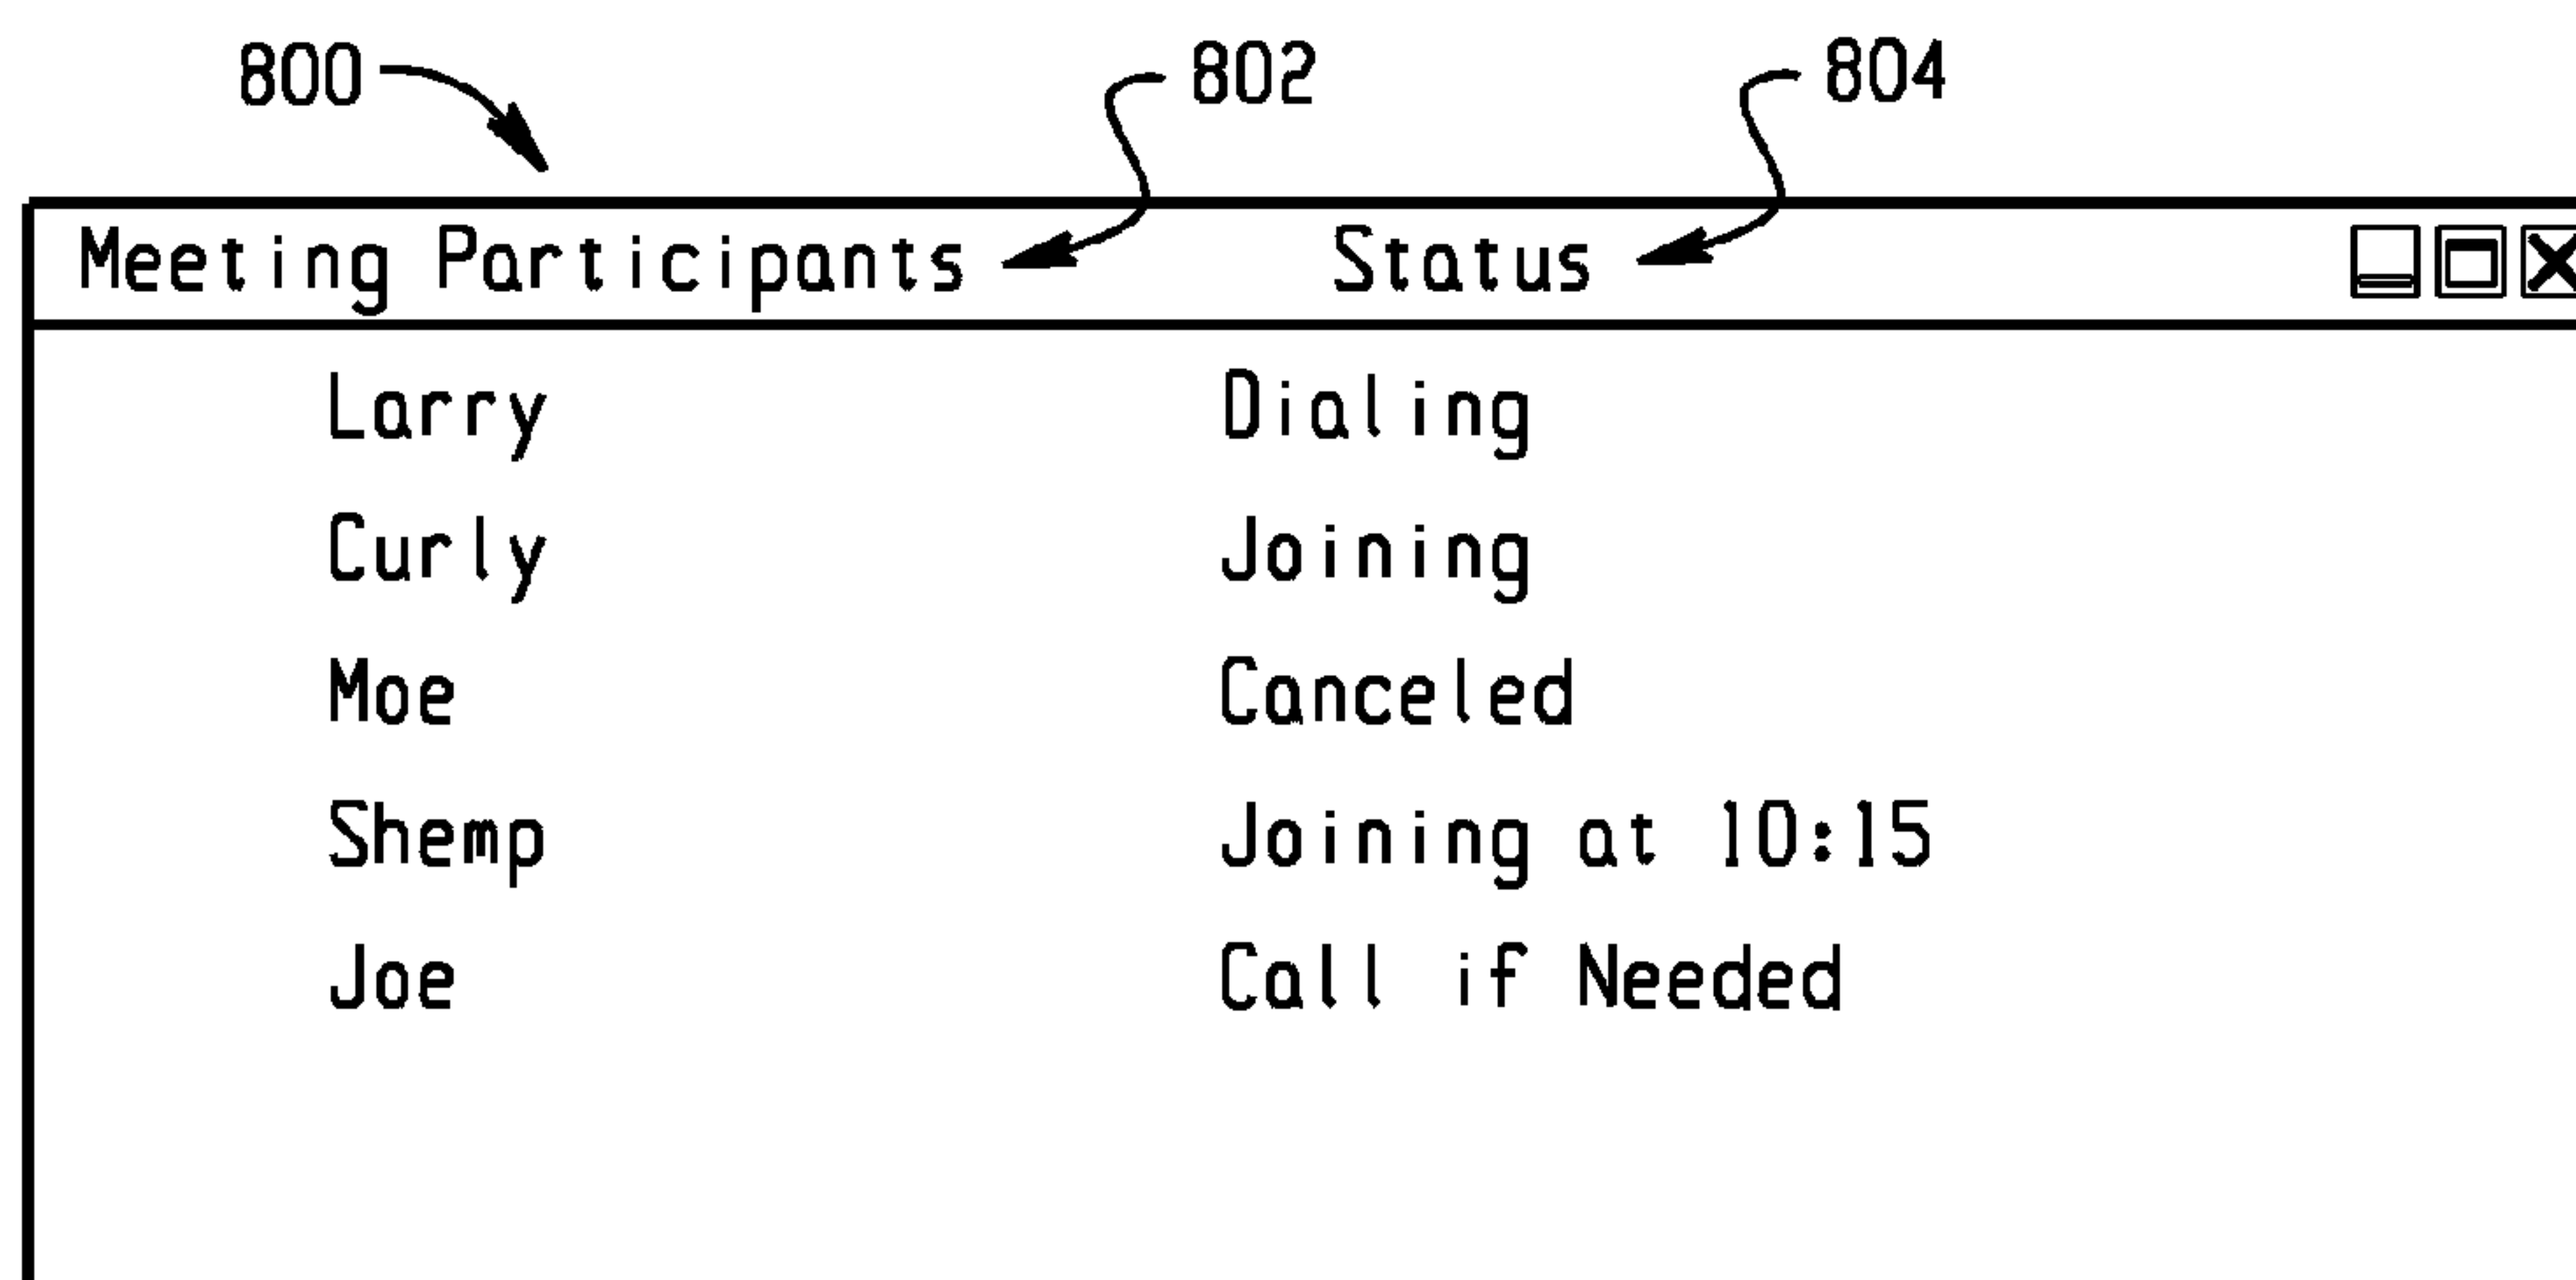 800 802 804
Meeting Participants Status
Larry Dialing
Curly Joining
Moe Canceled
Shemp Joining at 10:15
Joe Call if Needed